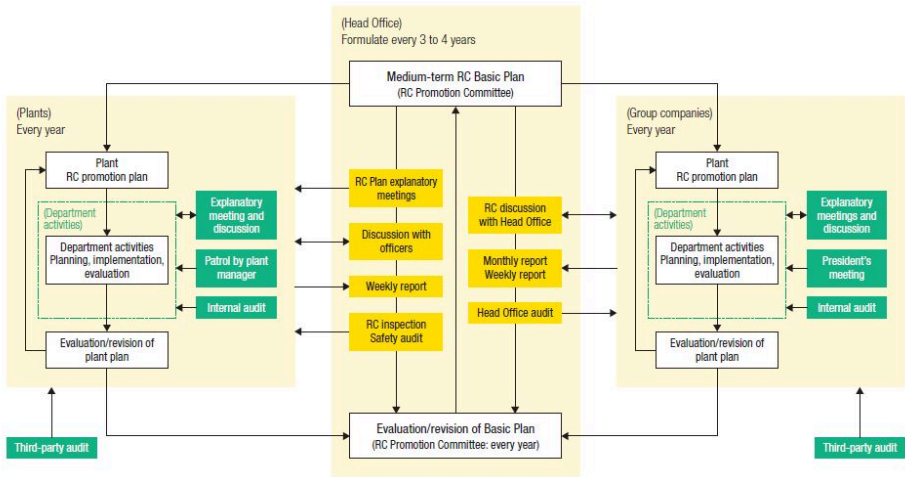 (Head Office)
Formulate every 3 to 4 years
Medium-term RC Basic Plan
(RC Promotion Committee)
(Plants)
Every year
Plant
RC promotion plan
(Department
activities)
Explanatory
meeting and
discussion
Department activities
Planning, implementation,
evaluation
Patrol by plant
manager
Internal audit
Evaluation/revision of
plant plan
Third-party audit
RC Plan explanatory
meetings
Discussion with
officers
Weekly report
RC inspection
Safety audit
RC discussion
with Head Office
Monthly report
Weekly report
Head Office audit
Evaluation/revision of Basic Plan
(RC Promotion Committee: every year)
(Group companies)
Every year
Plant
RC promotion plan
(Department
activities)
Explanatory
meetings and
discussion
Department activities
Planning, implementation,
evaluation
President's
meeting
Internal audit
Evaluation/revision of
plant plan
Third-party audit